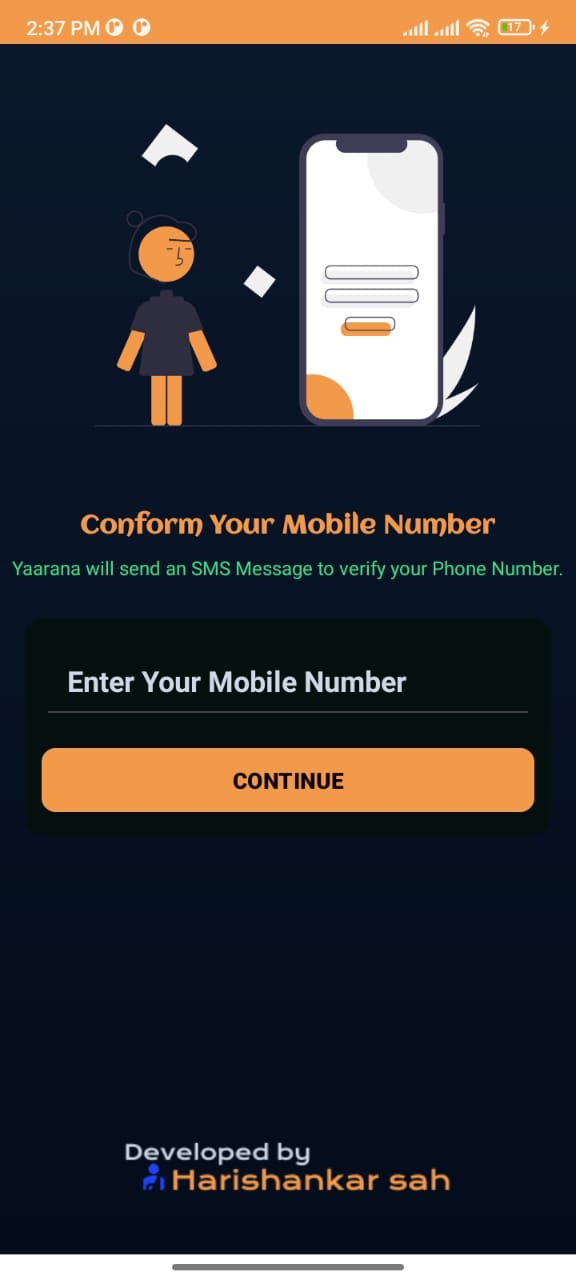 2:37 PM
17
Conform Your Mobile Number
Yaarana will send an SMS Message to verify your Phone Number.
Enter Your Mobile Number
CONTINUE
Developed by
Harishankar sah